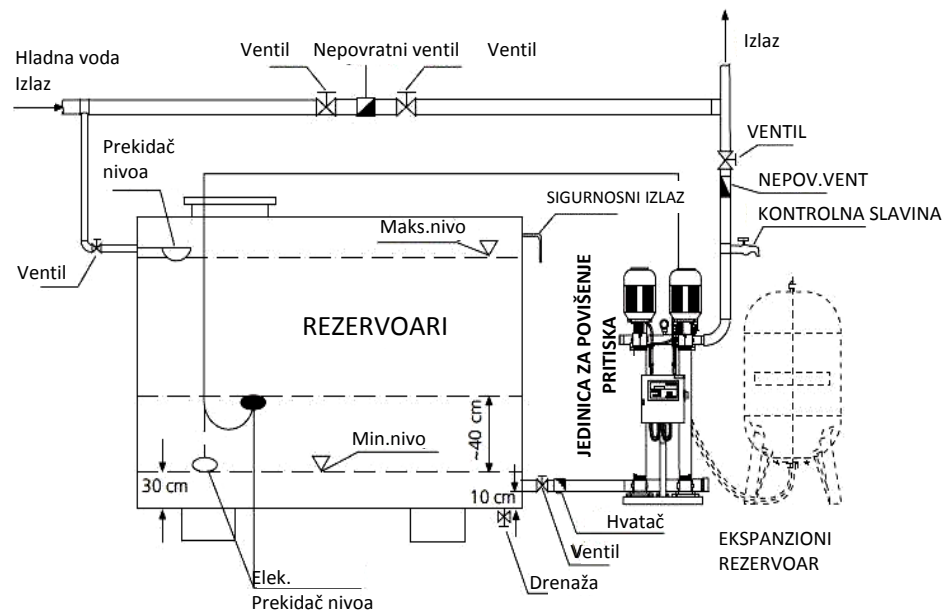 Izlaz
Ventil
Nepovratni ventil
Ventil
Hladna voda
Izlaz
VENTIL
Prekidač
nivoa
NEPOV.VENT
SIGURNOSNI IZLAZ
KONTROLNA SLAVINA
Maks.nivo
Ventil
REZERVOARI
JEDINICA ZA POVIŠENJE
PRITISKA
~40 cm
Min.nivo
30 cm
10 cm
Hvatač
Ventil
EKSPANZIONI
REZERVOAR
Drenaža
Elek.
Prekidač nivoa